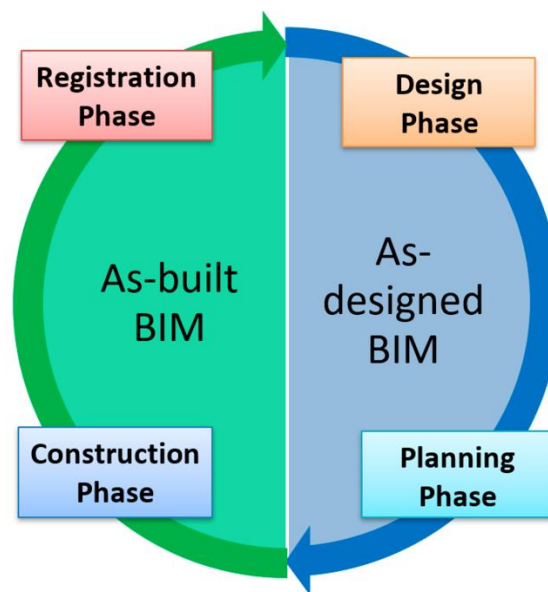 Registration
Phase
Design
Phase
As-built
BIM
As-
designed
BIM
Construction
Phase
Planning
Phase